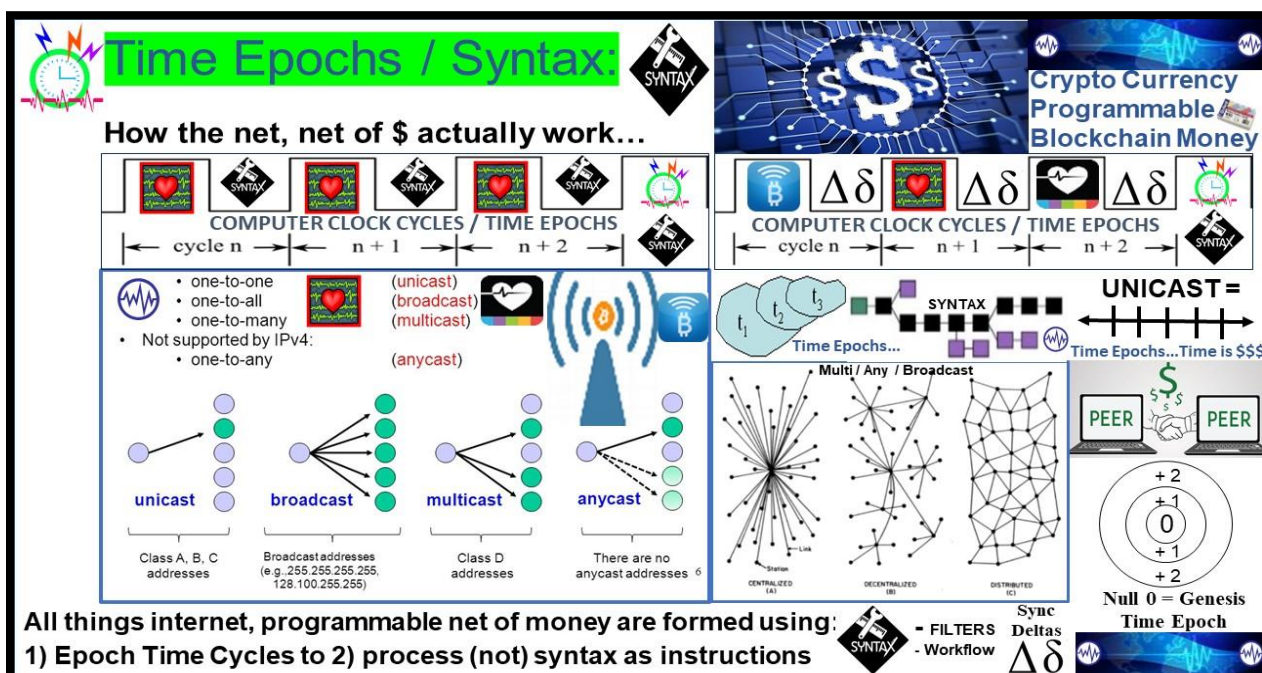 Time Epochs / Syntax:
SYNTAX
$ $ $
Crypto Currency
Programmable
Blockchain Money
How the net, net of $ actually work…
SYNTAX
SYNTAX
SYNTAX
COMPUTER CLOCK CYCLES / TIME EPOCHS
cycle n
n + 1
n + 2
SYNTAX
B
Δδ
Δδ
Δδ
COMPUTER CLOCK CYCLES / TIME EPOCHS
cycle n
n + 1
n + 2
SYNTAX
• one-to-one (unicast)
• one-to-all (broadcast)
• one-to-many (multicast)
• Not supported by IPv4:
• one-to-any (anycast)
B
B
unicast
broadcast
multicast
anycast
Class A, B, C
addresses
Broadcast addresses
(e.g.,255.255.255.255,
128.100.255.255)
Class D
addresses
There are no
anycast addresses
6
t1
t2
t3
SYNTAX
Time Epochs...
UNICAST =
Time Epochs...Time is $$$
Multi / Any / Broadcast
Link
Station
CENTRALIZED
(A)
DECENTRALIZED
(B)
DISTRIBUTED
(C)
$
$ $
$ $
PEER
PEER
+ 2
+ 1
0
+ 1
+ 2
Null 0 = Genesis
Time Epoch
All things internet, programmable net of money are formed using:
1) Epoch Time Cycles to 2) process (not) syntax as instructions
SYNTAX
- FILTERS
- Workflow
Sync
Deltas
Δδ